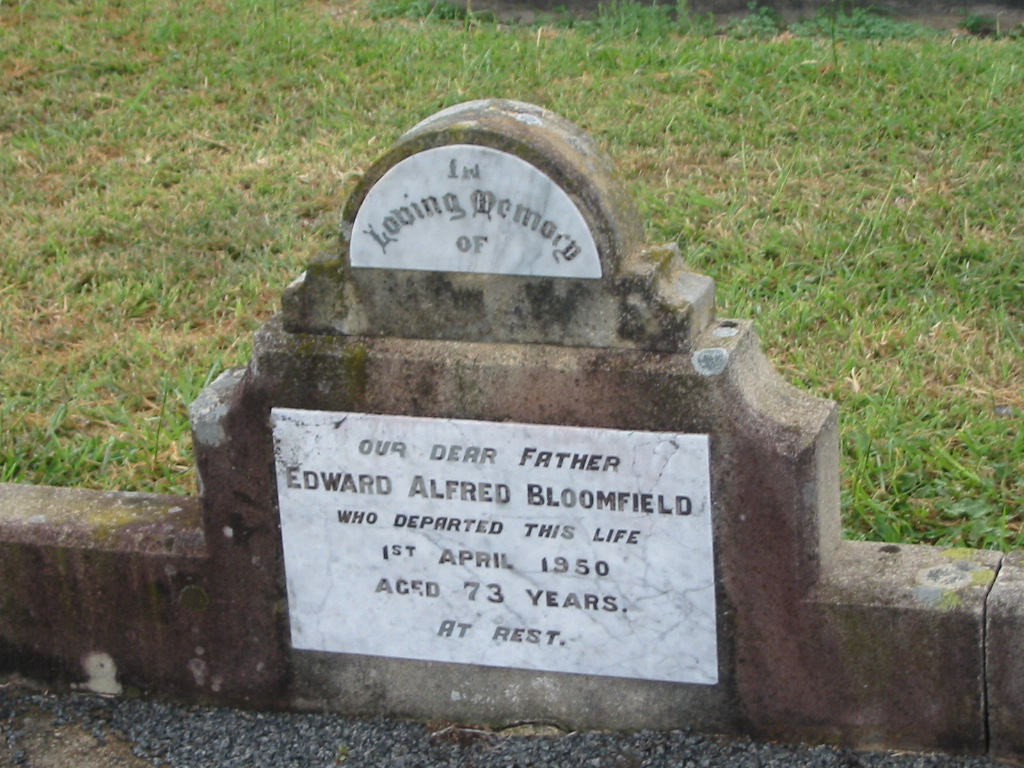 In
Loving Memory
OF
OUR DEAR FATHER
EDWARD ALFRED BLOOMFIELD
WHO DEPARTED THIS LIFE
1ST APRIL 1950
AGED 73 YEARS.
AT REST.